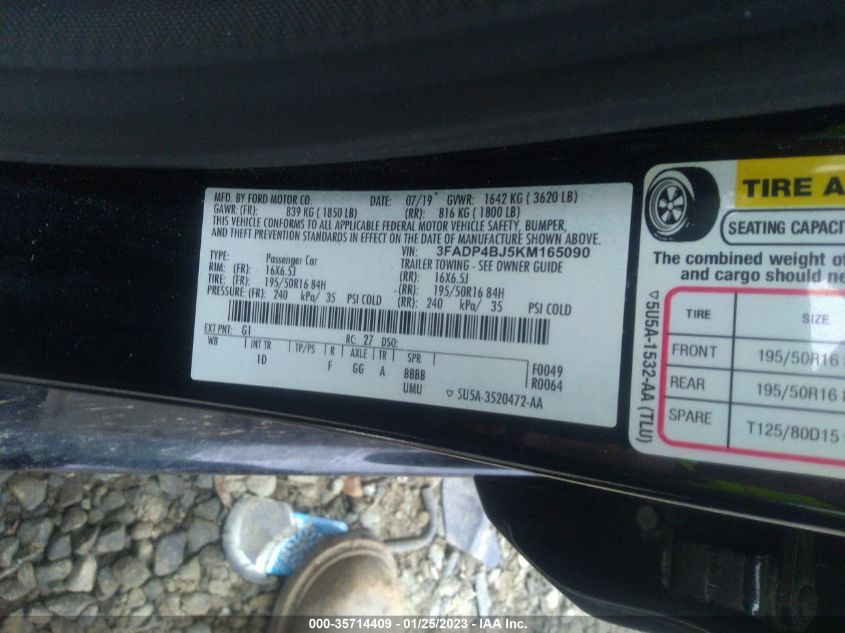 MFD. BY FORD MOTOR CO. DATE: 07/19 GVWR: 1642 KG ( 3620 LB)
GAWR: (FR): 839 KG ( 1850 LB) (RR): 816 KG ( 1800 LB)
THIS VEHICLE CONFORMS TO ALL APPLICABLE FEDERAL MOTOR VEHICLE SAFETY, BUMPER,
AND THEFT PREVENTION STANDARDS IN EFFECT ON THE DATE OF MANUFACTURE SHOWN ABOVE.
VIN: 3FADP4BJ5KM165090
TYPE: Passenger Car TRAILER TOWING - SEE OWNER GUIDE
RIM: (FR): 16X6.5J (RR): 16X6.5J
TIRE: (FR): 195/50R16 84H (RR): 195/50R16 84H
PRESSURE: (FR): 240 kPa/ 35 PSI COLD (RR): 240 kPa/ 35 PSI COLD
EXT PNT: G1 RC: 27 DSO:
WB INT TR TP/PS R AXLE TR SPR
1D F GG A BBBB
UMU
F0049
R0064
▽ 5U5A-3520472-AA
TIRE A
SEATING CAPACIT
The combined weight of
and cargo should ne
TIRE SIZE
FRONT 195/50R16
REAR 195/50R16
SPARE T125/80D15
▽5U5A-1532-AA (TLU)
000-35714409 - 01/25/2023 - IAA Inc.